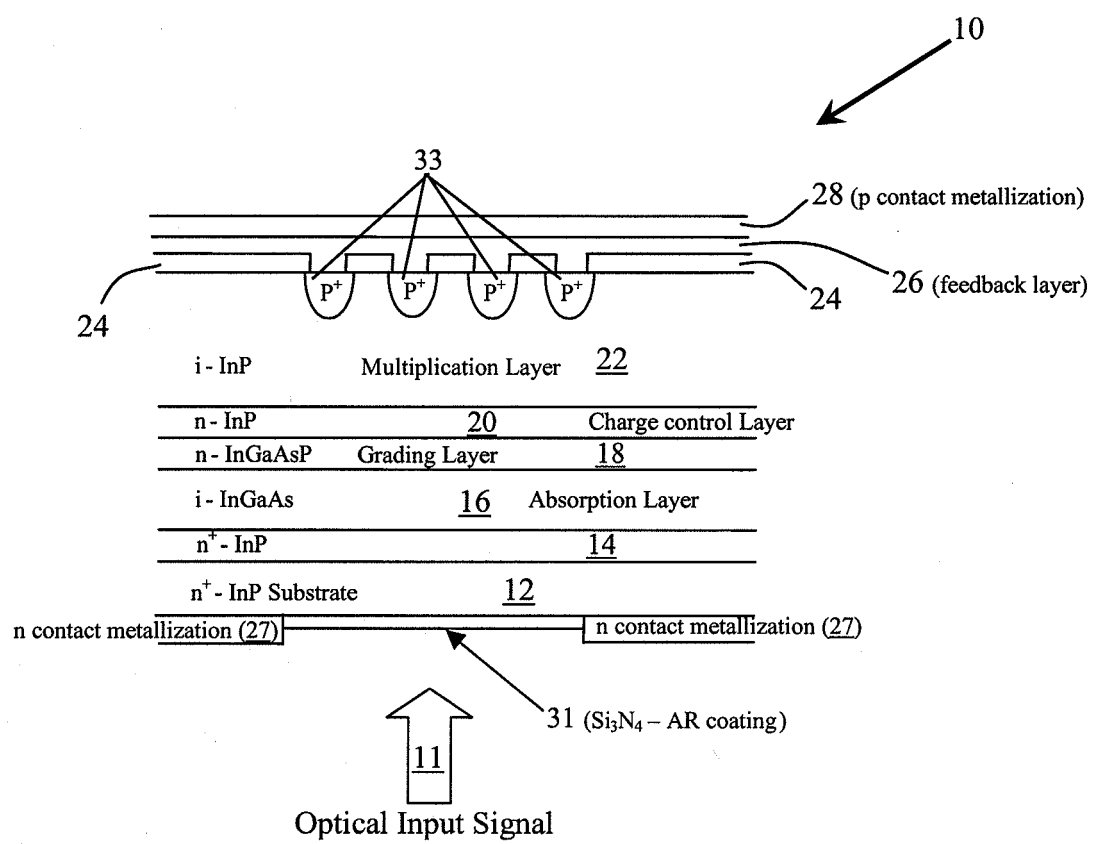 10
33
28 (p contact metallization)
P+ P+ P+ P+
24
24
26 (feedback layer)
i - InP Multiplication Layer 22
n - InP 20 Charge control Layer
n - InGaAsP Grading Layer 18
i - InGaAs 16 Absorption Layer
n+ - InP 14
n+ - InP Substrate 12
n contact metallization (27) n contact metallization (27)
31 (Si3N4 – AR coating)
11
Optical Input Signal